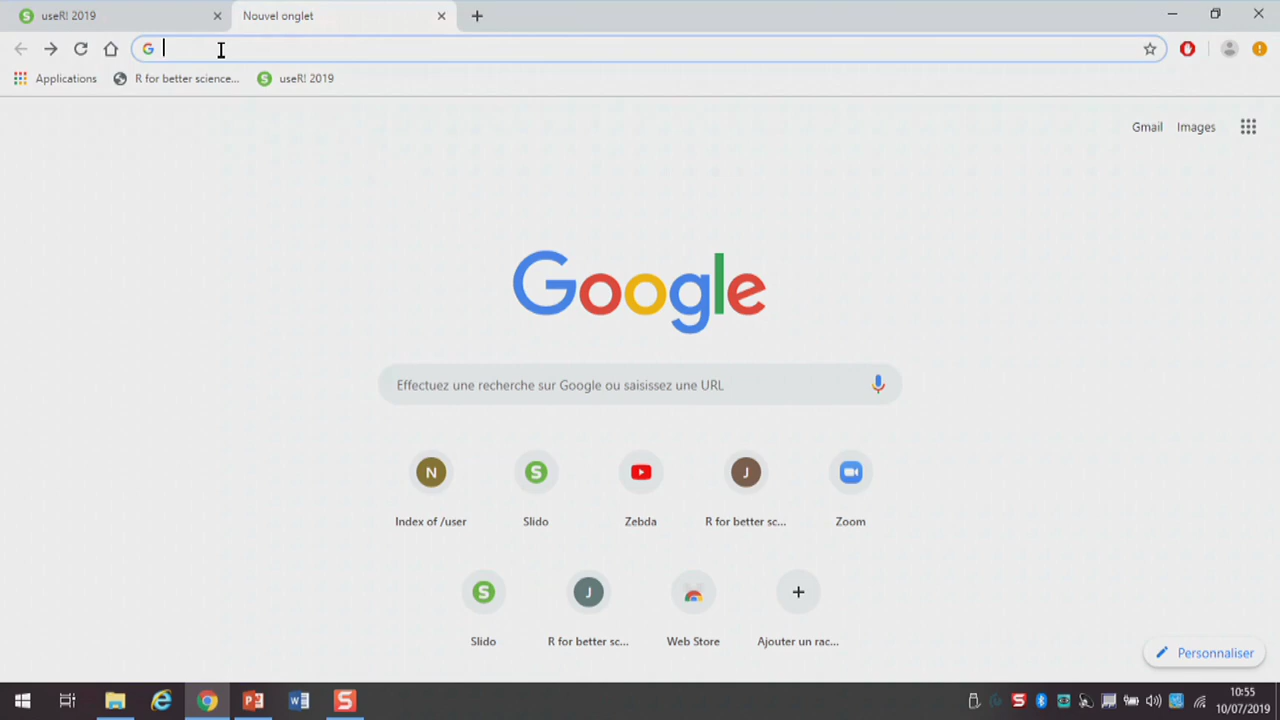 useR! 2019
Nouvel onglet
Applications
R for better science...
useR! 2019
Gmail
Images
Google
Effectuez une recherche sur Google ou saisissez une URL
N
S
J
Index of /user
Slido
Zebda
R for better sc...
Zoom
S
J
Slido
R for better sc...
Web Store
Ajouter un rac...
Personnaliser
10:55
10/07/2019